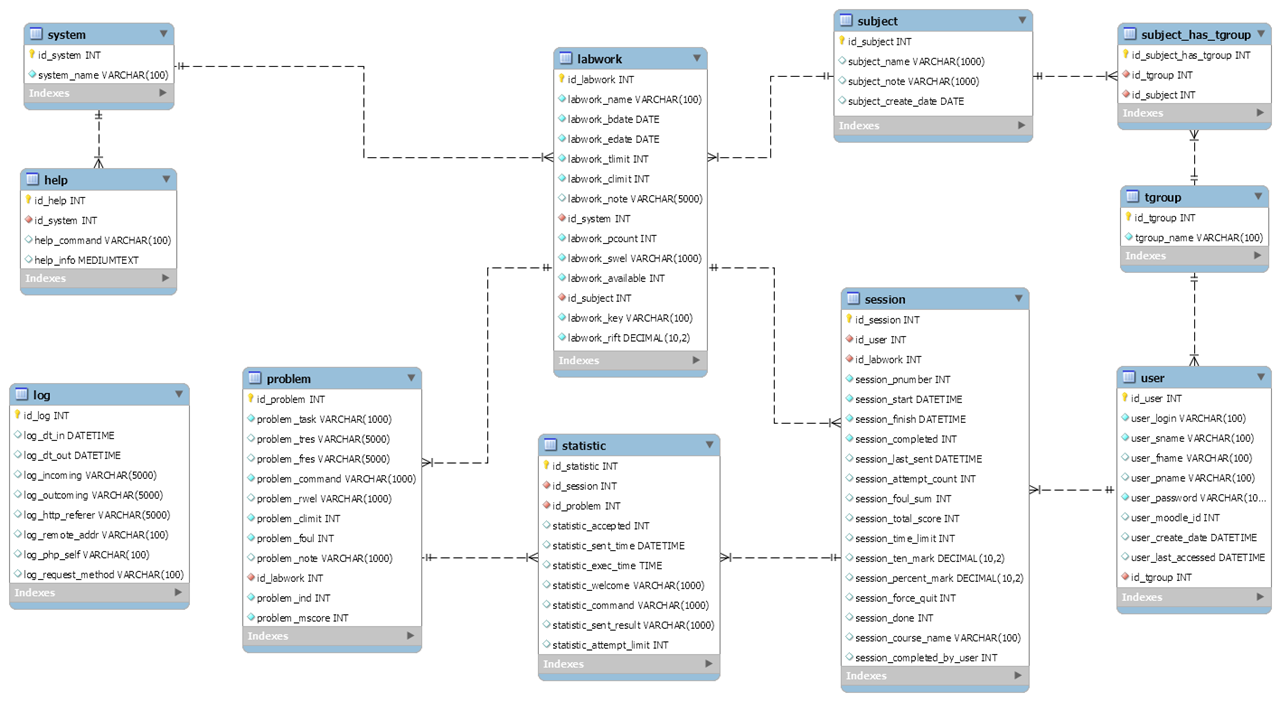 system
id_system INT
system_name VARCHAR(100)
Indexes
help
id_help INT
id_system INT
help_command VARCHAR(100)
help_info MEDIUMTEXT
Indexes
log
id_log INT
log_dt_in DATETIME
log_dt_out DATETIME
log_incoming VARCHAR(5000)
log_outcoming VARCHAR(5000)
log_http_referer VARCHAR(5000)
log_remote_addr VARCHAR(100)
log_php_self VARCHAR(100)
log_request_method VARCHAR(100)
Indexes
problem
id_problem INT
problem_task VARCHAR(1000)
problem_tres VARCHAR(5000)
problem_fres VARCHAR(5000)
problem_command VARCHAR(1000)
problem_rwel VARCHAR(1000)
problem_climit INT
problem_foul INT
problem_note VARCHAR(1000)
id_labwork INT
problem_ind INT
problem_mscore INT
Indexes
labwork
id_labwork INT
labwork_name VARCHAR(100)
labwork_bdate DATE
labwork_edate DATE
labwork_tlimit INT
labwork_climit INT
labwork_note VARCHAR(5000)
id_system INT
labwork_pcount INT
labwork_swel VARCHAR(1000)
labwork_available INT
id_subject INT
labwork_key VARCHAR(100)
labwork_rift DECIMAL(10,2)
Indexes
statistic
id_statistic INT
id_session INT
id_problem INT
statistic_accepted INT
statistic_sent_time DATETIME
statistic_exec_time TIME
statistic_welcome VARCHAR(1000)
statistic_command VARCHAR(1000)
statistic_sent_result VARCHAR(1000)
statistic_attempt_limit INT
Indexes
subject
id_subject INT
subject_name VARCHAR(1000)
subject_note VARCHAR(1000)
subject_create_date DATE
Indexes
session
id_session INT
id_user INT
id_labwork INT
session_pnumber INT
session_start DATETIME
session_finish DATETIME
session_completed INT
session_last_sent DATETIME
session_attempt_count INT
session_foul_sum INT
session_total_score INT
session_time_limit INT
session_ten_mark DECIMAL(10,2)
session_percent_mark DECIMAL(10,2)
session_force_quit INT
session_done INT
session_course_name VARCHAR(100)
session_completed_by_user INT
Indexes
subject_has_tgroup
id_subject_has_tgroup INT
id_tgroup INT
id_subject INT
Indexes
tgroup
id_tgroup INT
tgroup_name VARCHAR(100)
Indexes
user
id_user INT
user_login VARCHAR(100)
user_sname VARCHAR(100)
user_fname VARCHAR(100)
user_pname VARCHAR(100)
user_password VARCHAR(10...
user_moodle_id INT
user_create_date DATETIME
user_last_accessed DATETIME
id_tgroup INT
Indexes